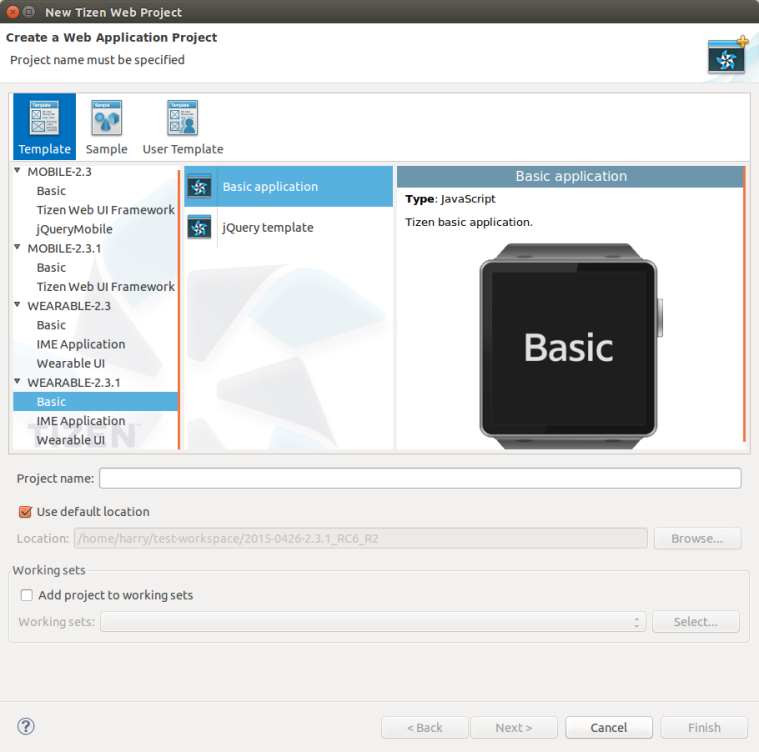 New Tizen Web Project
Create a Web Application Project
Project name must be specified
Template
Sample
User Template
MOBILE-2.3
Basic
Tizen Web UI Framework
jQueryMobile
MOBILE-2.3.1
Basic
Tizen Web UI Framework
WEARABLE-2.3
Basic
IME Application
Wearable UI
WEARABLE-2.3.1
Basic
IME Application
Wearable UI
TIZEN™
Basic application
jQuery template
Basic application
Type: JavaScript
Tizen basic application.
Basic
Project name:
Use default location
Location: /home/harry/test-workspace/2015-0426-2.3.1_RC6_R2 Browse...
Working sets
Add project to working sets
Working sets: Select...
? < Back Next > Cancel Finish